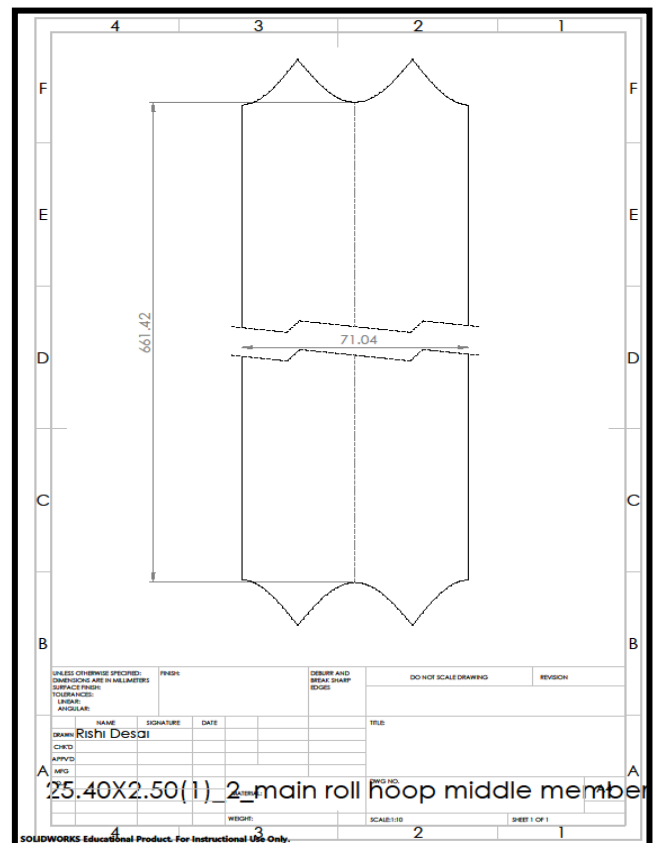 4 3 2 1
F F
E E
661.42
71.04
D D
C C
B B
UNLESS OTHERWISE SPECIFIED: FINISH: DEBURR AND DO NOT SCALE DRAWING REVISION
DIMENSIONS ARE IN MILLIMETERS BREAK SHARP
SURFACE FINISH: EDGES
TOLERANCES:
LINEAR:
ANGULAR:
NAME SIGNATURE DATE TITLE:
DRAWN Rishi Desai
CHK'D
APPV'D
MFG
A A
DWG NO.
25.40X2.50(1)_2_main roll hoop middle member
MATERIAL:
WEIGHT: SCALE:1:10 SHEET 1 OF 1
4 3 2 1
SOLIDWORKS Educational Product. For Instructional Use Only.